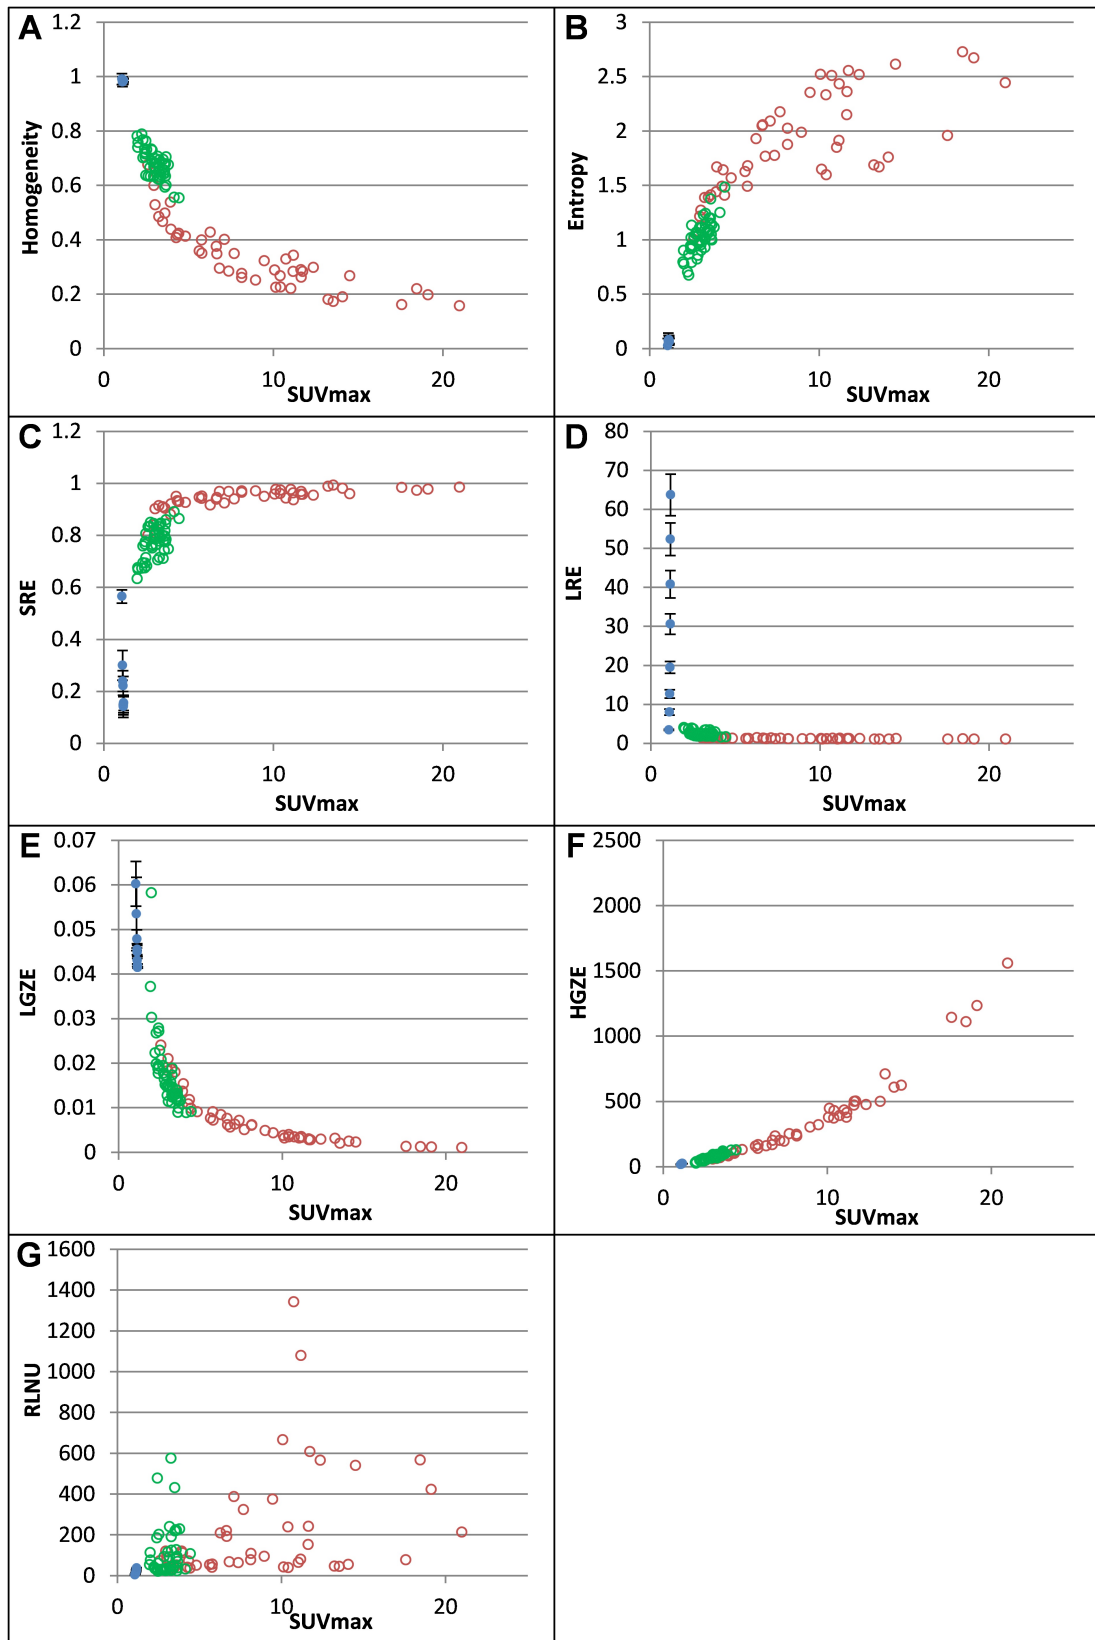 A
1.2
1
0.8
0.6
0.4
0.2
0
Homogeneity
0 10 20
SUVmax
B
3
2.5
2
1.5
1
0.5
0
Entropy
0 10 20
SUVmax
C
1.2
1
0.8
0.6
0.4
0.2
0
SRE
0 10 20
SUVmax
D
80
70
60
50
40
30
20
10
0
LRE
0 10 20
SUVmax
E
0.07
0.06
0.05
0.04
0.03
0.02
0.01
0
LGZE
0 10 20
SUVmax
F
2500
2000
1500
1000
500
0
HGZE
0 10 20
SUVmax
G
1600
1400
1200
1000
800
600
400
200
0
RLNU
0 10 20
SUVmax